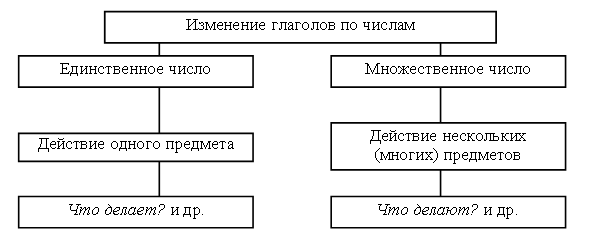 Изменение глаголов по числам
Единственное число
Множественное число
Действие одного предмета
Действие нескольких
(многих) предметов
Что делает? и др.
Что делают? и др.